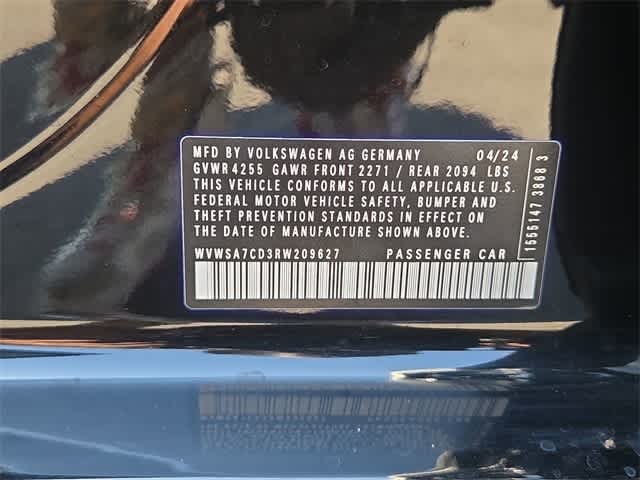 MFD BY VOLKSWAGEN AG GERMANY 04/24
GVWR 4255 GAWR FRONT 2271 / REAR 2094 LBS
THIS VEHICLE CONFORMS TO ALL APPLICABLE U.S.
FEDERAL MOTOR VEHICLE SAFETY, BUMPER AND
THEFT PREVENTION STANDARDS IN EFFECT ON
THE DATE OF MANUFACTURE SHOWN ABOVE.
WVWSA7CD3RW209627 PASSENGER CAR
1555147 3868 3